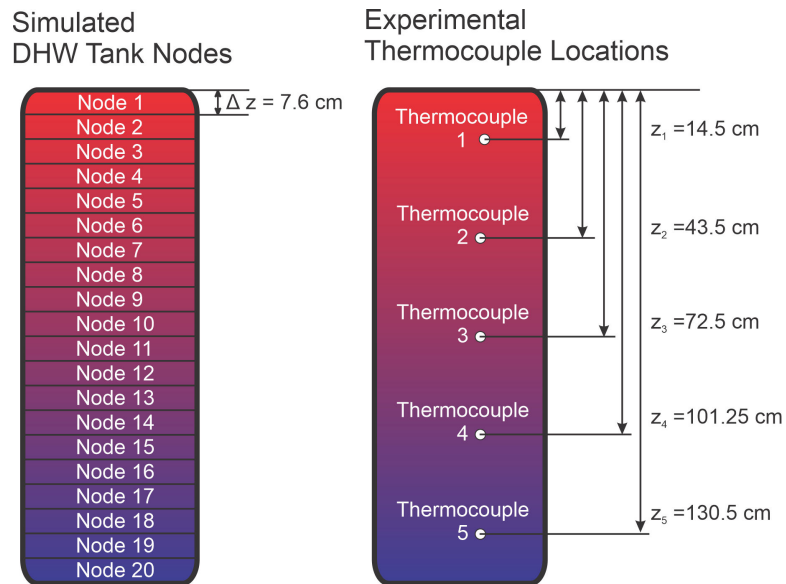 Simulated
DHW Tank Nodes
Node 1
Node 2
Node 3
Node 4
Node 5
Node 6
Node 7
Node 8
Node 9
Node 10
Node 11
Node 12
Node 13
Node 14
Node 15
Node 16
Node 17
Node 18
Node 19
Node 20
Δ z = 7.6 cm
Experimental
Thermocouple Locations
Thermocouple
1
Thermocouple
2
Thermocouple
3
Thermocouple
4
Thermocouple
5
z₁ =14.5 cm
z₂ =43.5 cm
z₃ =72.5 cm
z₄ =101.25 cm
z₅ =130.5 cm